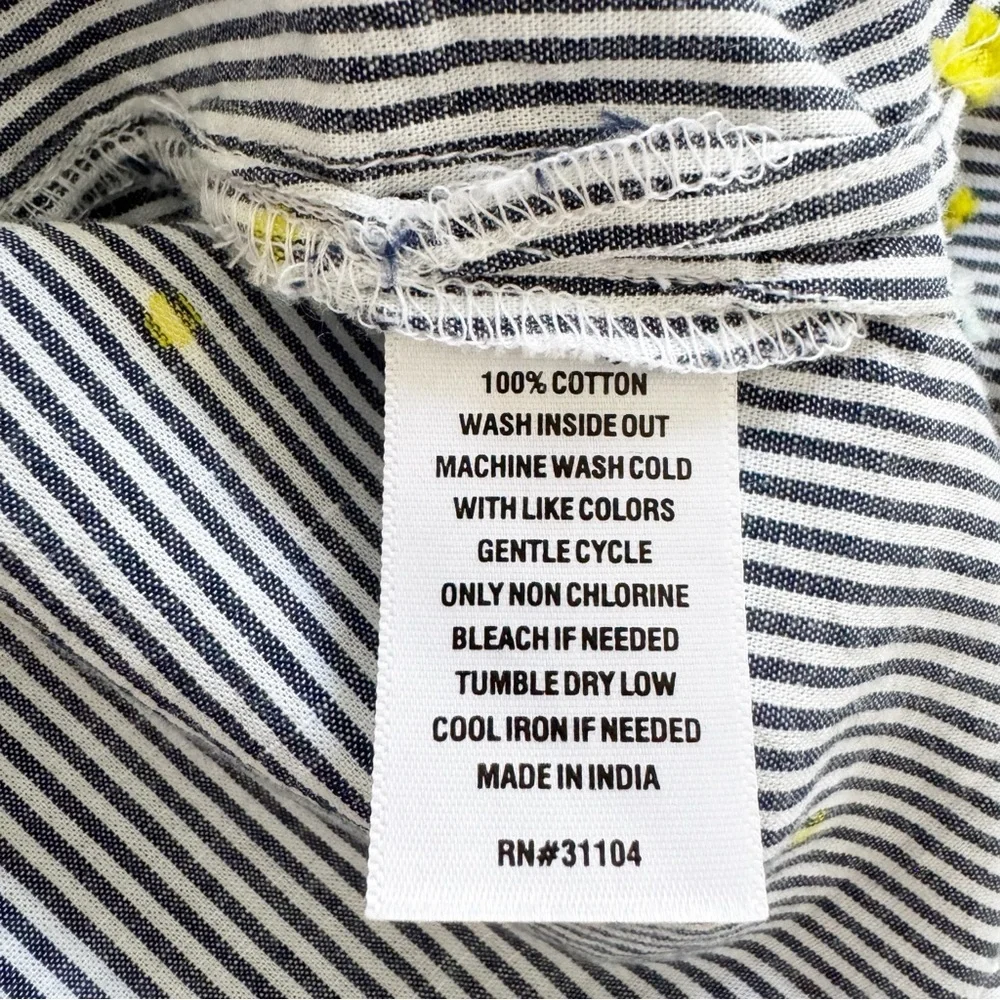 100% COTTON
WASH INSIDE OUT
MACHINE WASH COLD
WITH LIKE COLORS
GENTLE CYCLE
ONLY NON CHLORINE
BLEACH IF NEEDED
TUMBLE DRY LOW
COOL IRON IF NEEDED
MADE IN INDIA
RN#31104